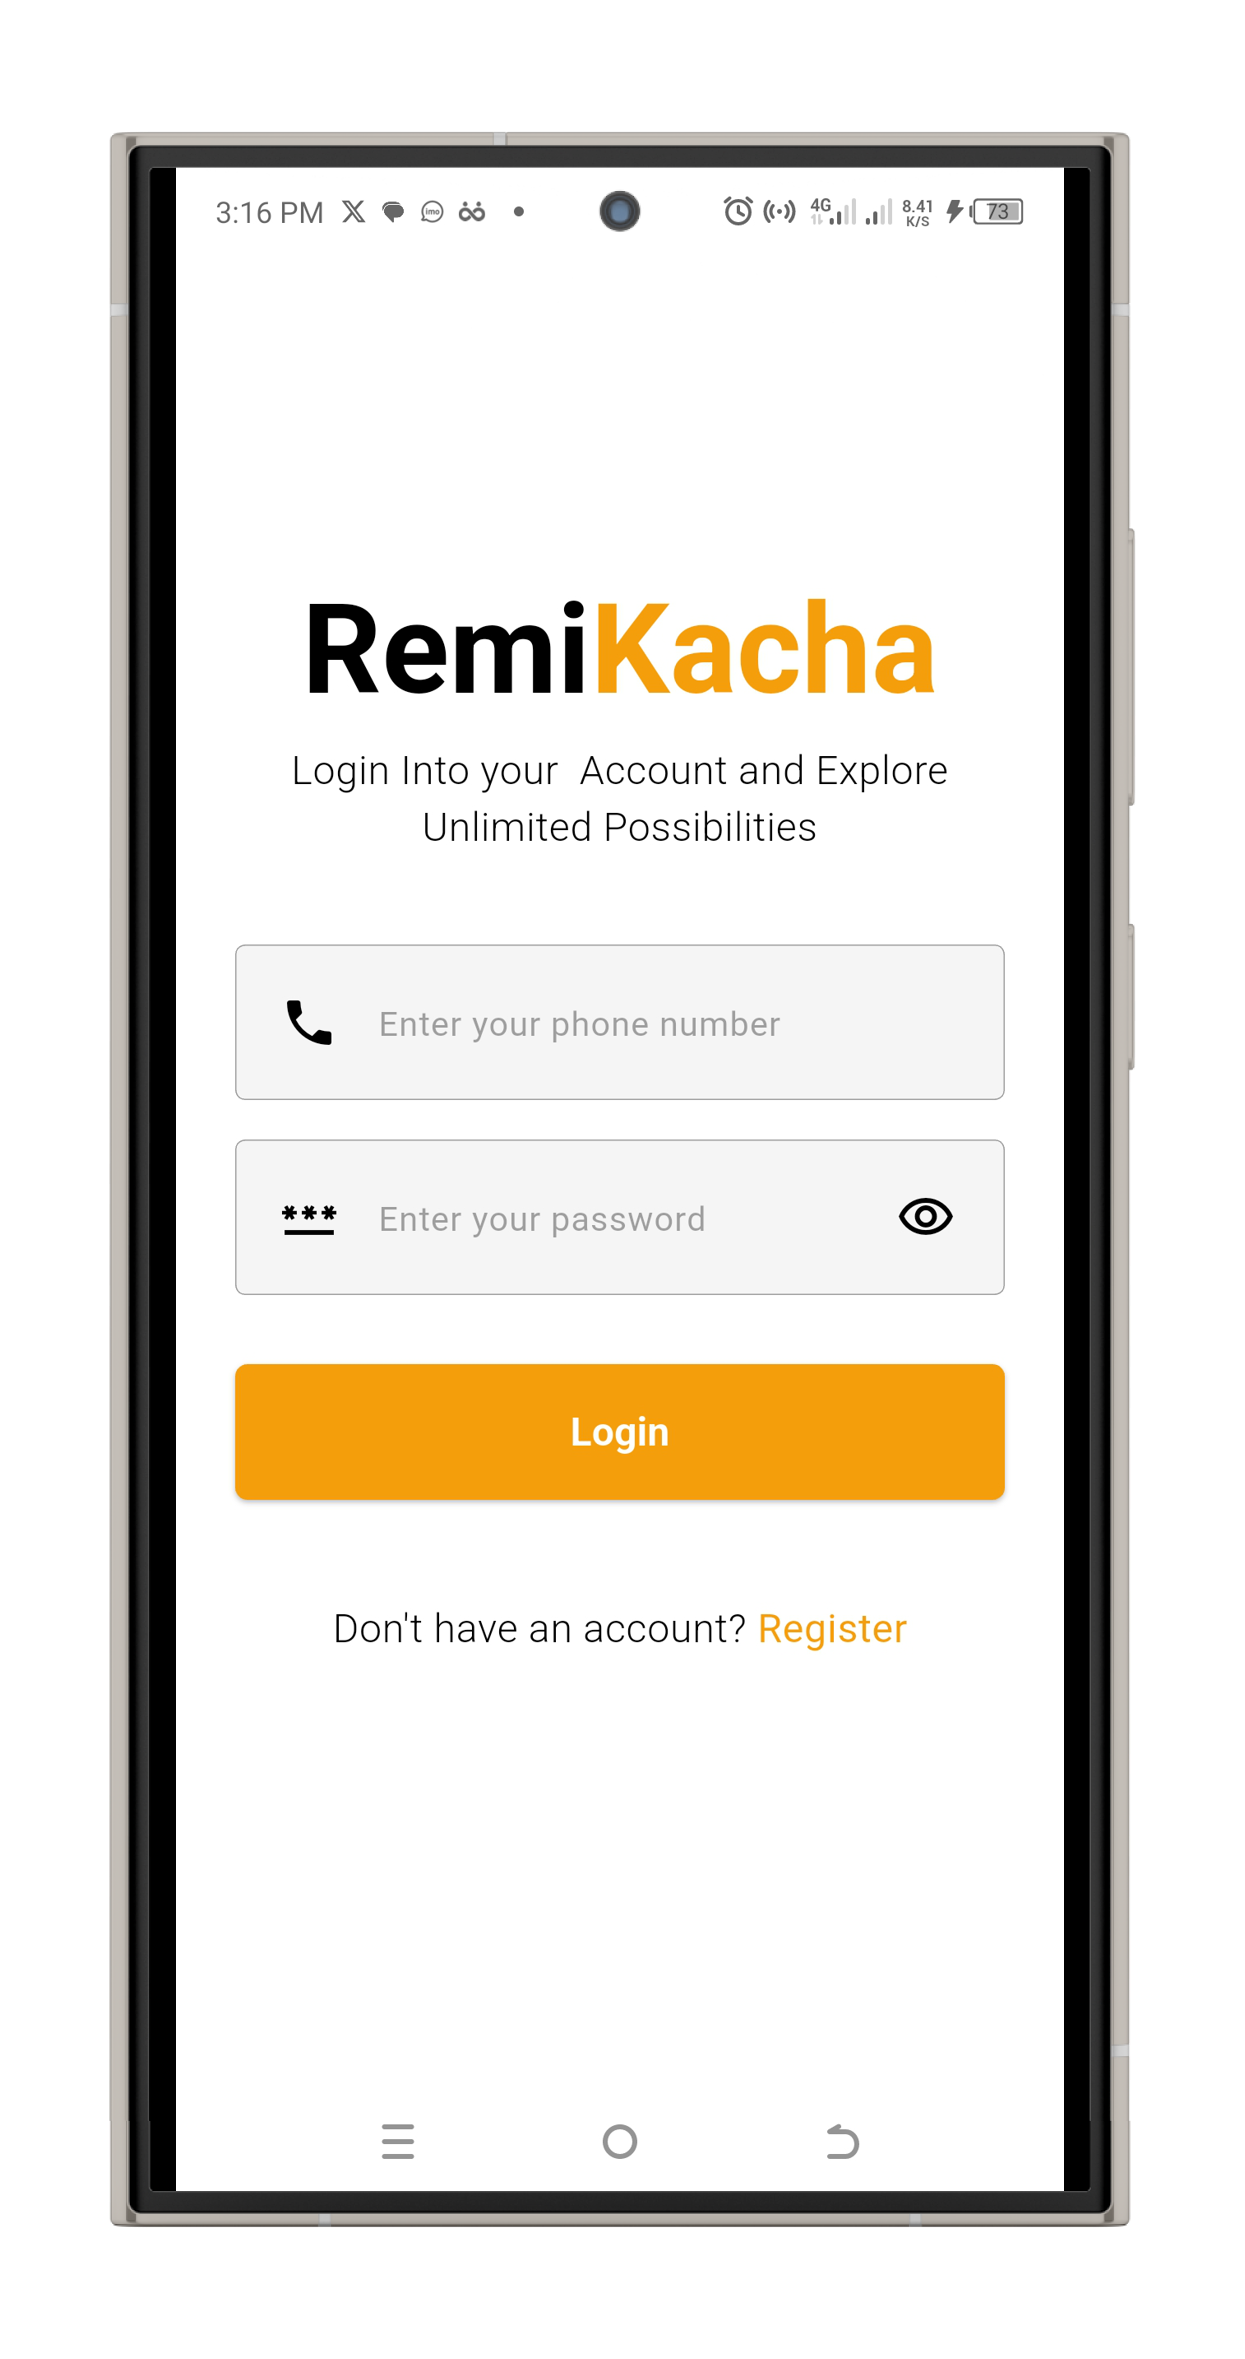 3:16 PM imo 4G 8.41 K/S 73
RemiKacha
Login Into your  Account and Explore
Unlimited Possibilities
Enter your phone number
*** Enter your password
Login
Don't have an account? Register